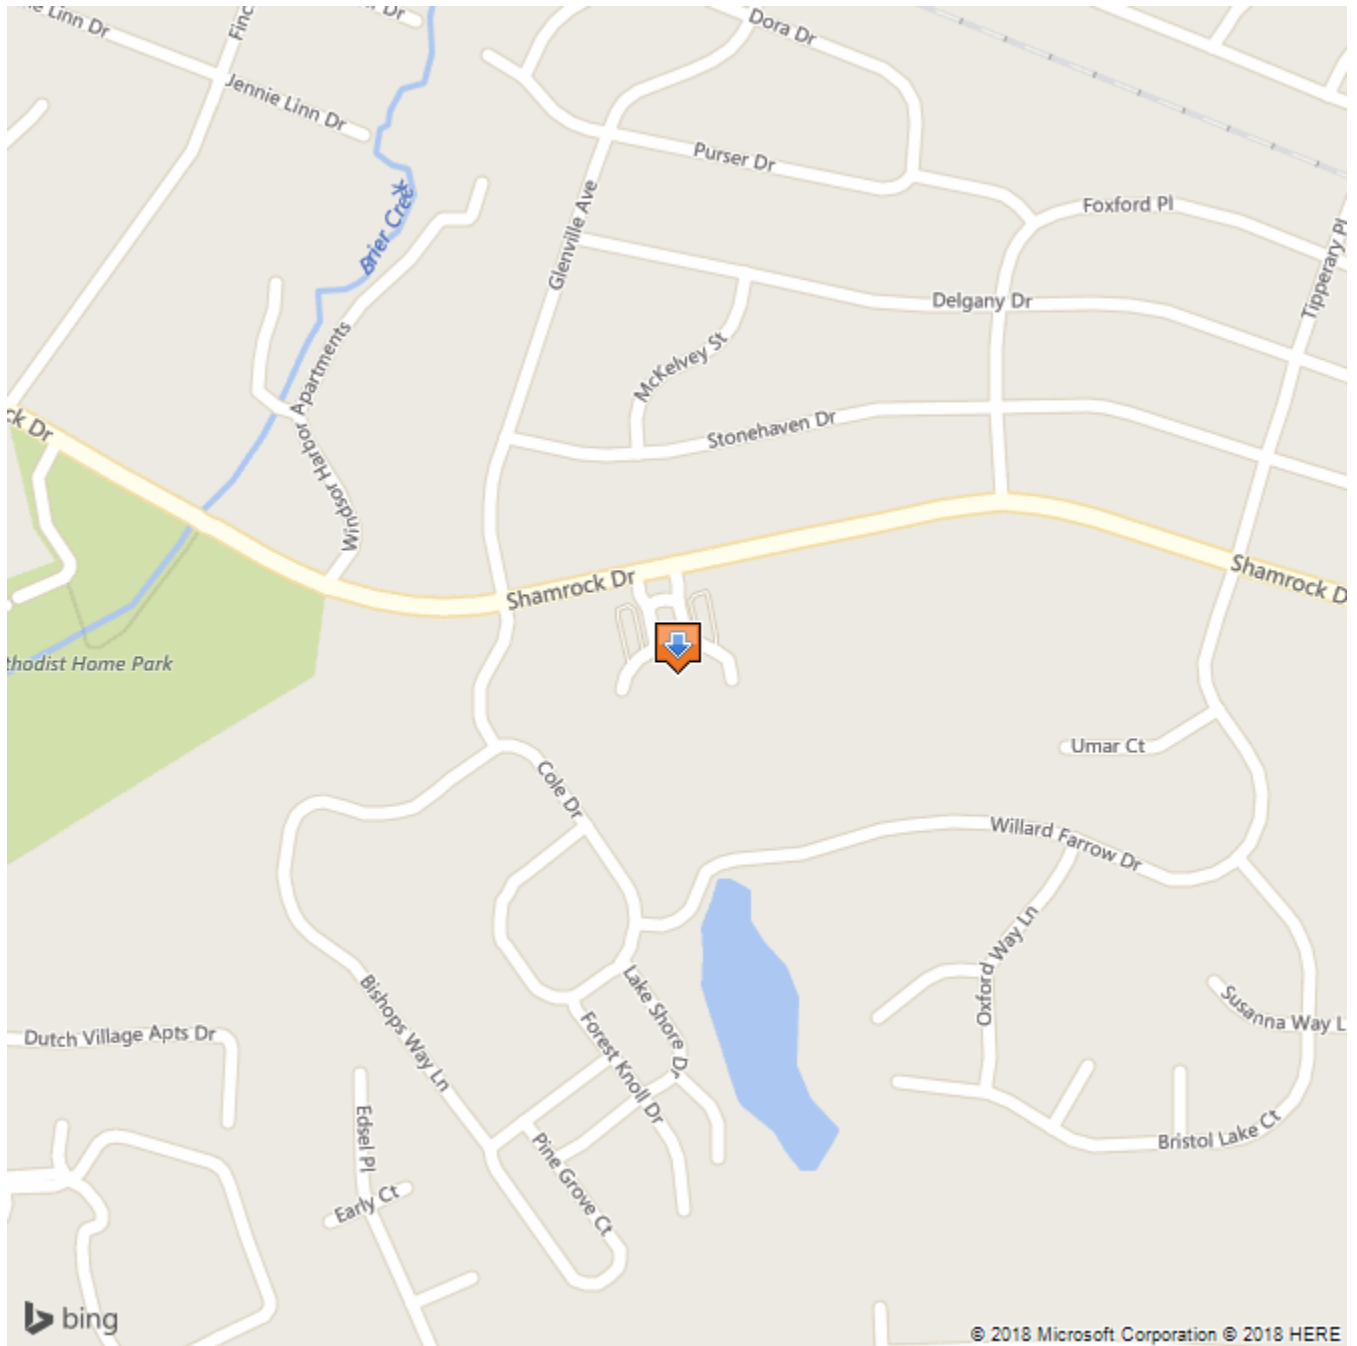 Linn Dr
Dr
Dora Dr
Finc
Jennie Linn Dr
Purser Dr
Brier Creek
Glenville Ave
Foxford Pl
Tipperary Pl
Delgany Dr
McKelvey St
Windsor Harbor Apartments
ck Dr
Stonehaven Dr
Shamrock Dr
Shamrock D
thodist Home Park
Umar Ct
Cole Dr
Willard Farrow Dr
Oxford Way Ln
Lake Shore Dr
Susanna Way L
Bishops Way Ln
Forest Knoll Dr
Dutch Village Apts Dr
Edsel Pl
Pine Grove Ct
Bristol Lake Ct
Early Ct
bing
© 2018 Microsoft Corporation © 2018 HERE